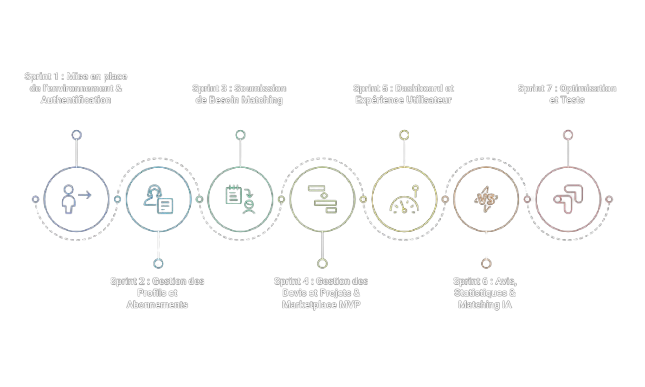 Sprint 1 : Mise en place
de l'environnement &
Authentification
Sprint 2 : Gestion des
Profils et
Abonnements
Sprint 3 : Soumission
de Besoin Matching
Sprint 4 : Gestion des
Devis et Projets &
Marketplace MVP
Sprint 5 : Dashboard et
Expérience Utilisateur
Sprint 6 : Avis,
Statistiques &
Matching IA
Sprint 7 : Optimisation
et Tests